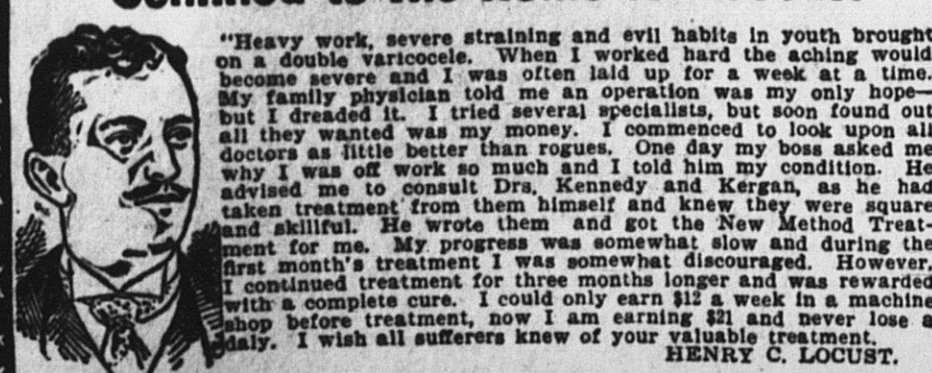 "Heavy work, severe straining and evil habits in youth brought
on a double varicocele. When I worked hard the aching would
become severe and I was often laid up for a week at a time.
My family physician told me an operation was my only hope—
but I dreaded it. I tried several specialists, but soon found out
all they wanted was my money. I commenced to look upon all
doctors as little better than rogues. One day my boss asked me
why I was off work so much and I told him my condition. He
advised me to consult Drs. Kennedy and Kergan, as he had
taken treatment from them himself and knew they were square
and skillful. He wrote them and got the New Method Treat-
ment for me. My progress was somewhat slow and during the
first month's treatment I was somewhat discouraged. However,
I continued treatment for three months longer and was rewarded
with a complete cure. I could only earn $12 a week in a machine
shop before treatment, now I am earning $21 and never lose a
daly. I wish all sufferers knew of your valuable treatment.
HENRY C. LOCUST.